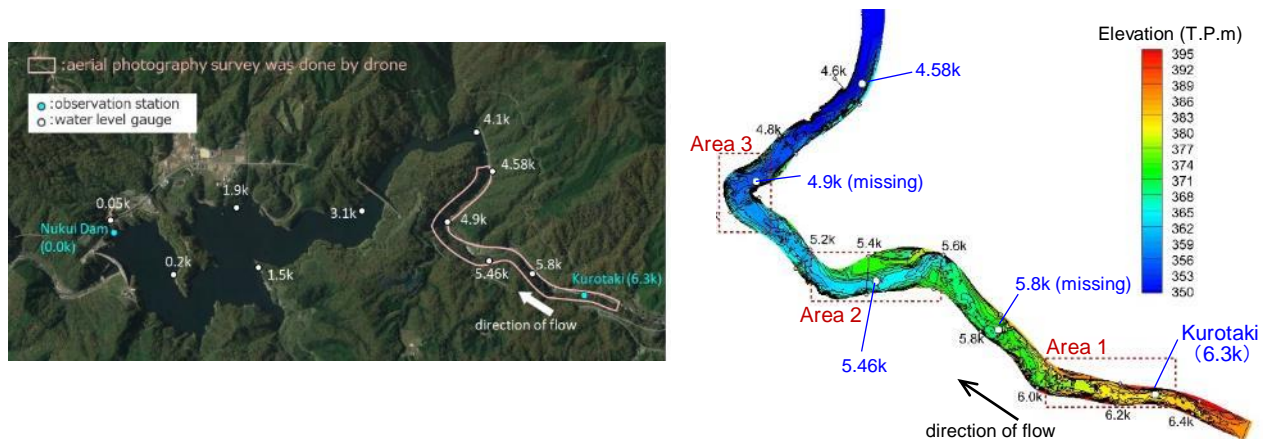 :aerial photography survey was done by drone
:observation station
:water level gauge
4.1k
4.58k
1.9k
3.1k
0.05k
4.9k
Nukui Dam
(0.0k)
0.2k
1.5k
5.46k
5.8k
Kurotaki (6.3k)
direction of flow
Elevation (T.P.m)
395
392
389
386
383
380
377
374
371
368
365
362
359
356
353
350
4.6k
4.58k
4.8k
Area 3
4.9k (missing)
5.2k
5.4k
5.6k
Area 2
5.8k (missing)
5.8k
5.46k
Area 1
Kurotaki
(6.3k)
6.0k
6.2k
6.4k
direction of flow